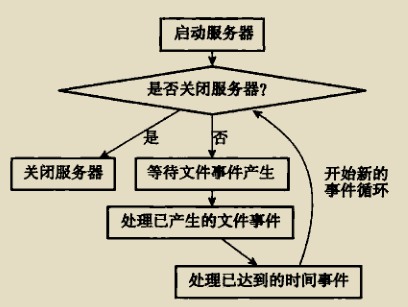 启动服务器
是否关闭服务器?
是
否
关闭服务器
等待文件事件产生
开始新的
事件循环
处理已产生的文件事件
处理已达到的时间事件